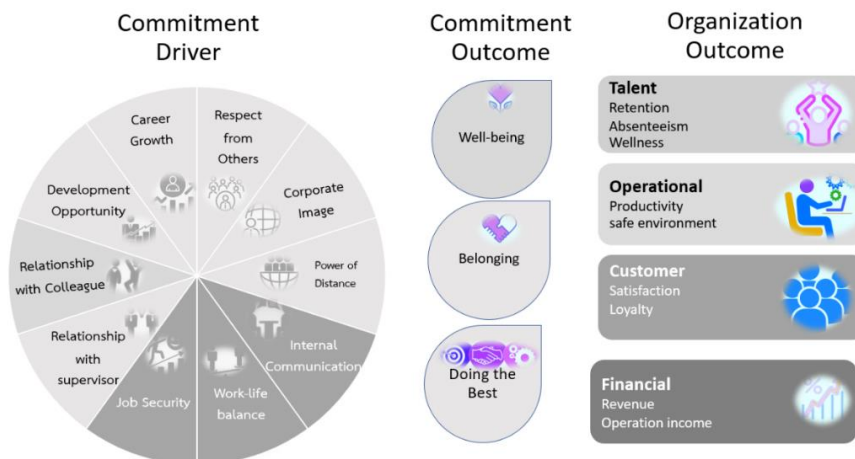 Commitment
Driver
Career
Growth
Respect
from
Others
Corporate
Image
Power of
Distance
Internal
Communication
Work-life
balance
Job Security
Relationship
with
supervisor
Relationship
with Colleague
Development
Opportunity
Commitment
Outcome
Well-being
Belonging
Doing the
Best
Organization
Outcome
Talent
Retention
Absenteeism
Wellness
Operational
Productivity
safe environment
Customer
Satisfaction
Loyalty
Financial
Revenue
Operation income